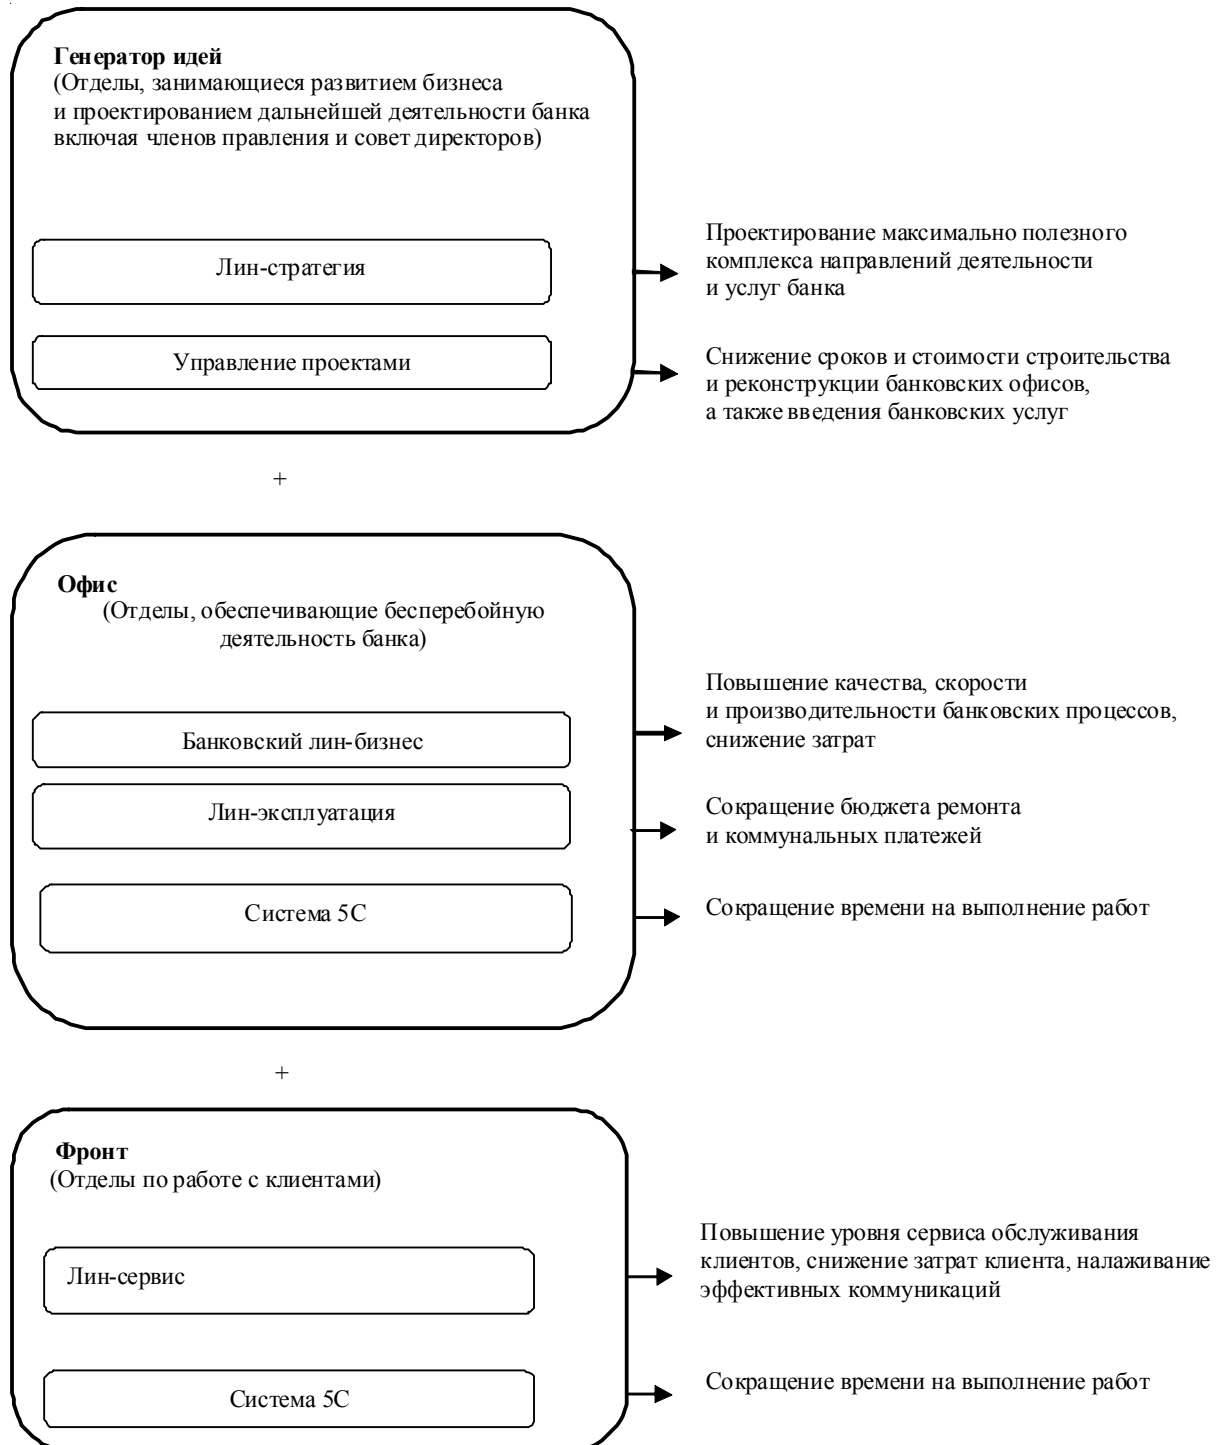 Генератор идей
(Отделы, занимающиеся развитием бизнеса
и проектированием дальнейшей деятельности банка
включая членов правления и совет директоров)
Лин-стратегия
Проектирование максимально полезного
комплекса направлений деятельности
и услуг банка
Управление проектами
Снижение сроков и стоимости строительства
и реконструкции банковских офисов,
а также введения банковских услуг
+
Офис
(Отделы, обеспечивающие бесперебойную
деятельность банка)
Банковский лин-бизнес
Повышение качества, скорости
и производительности банковских процессов,
снижение затрат
Лин-эксплуатация
Сокращение бюджета ремонта
и коммунальных платежей
Система 5С
Сокращение времени на выполнение работ
+
Фронт
(Отделы по работе с клиентами)
Лин-сервис
Повышение уровня сервиса обслуживания
клиентов, снижение затрат клиента, налаживание
эффективных коммуникаций
Система 5С
Сокращение времени на выполнение работ